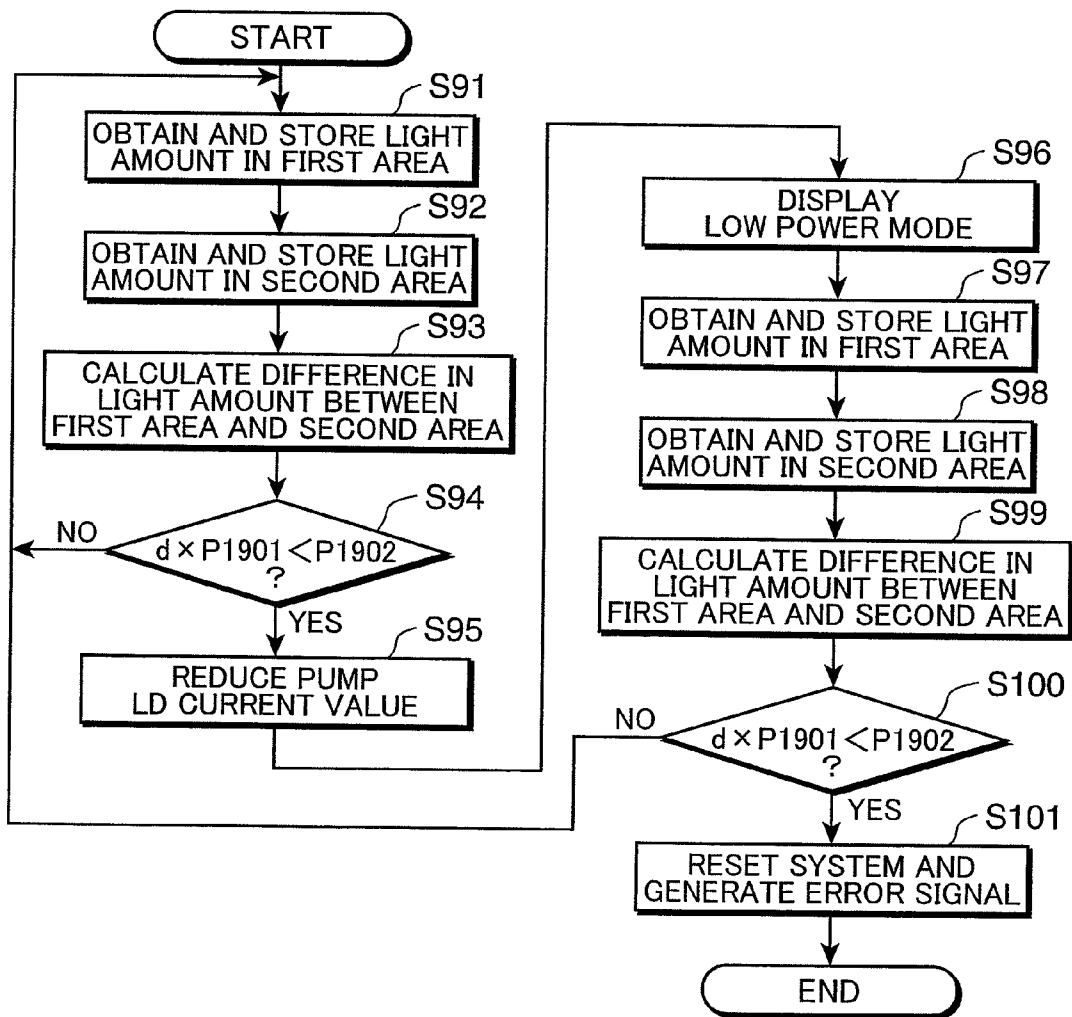 START
S91
OBTAIN AND STORE LIGHT
AMOUNT IN FIRST AREA
S92
OBTAIN AND STORE LIGHT
AMOUNT IN SECOND AREA
S93
CALCULATE DIFFERENCE IN
LIGHT AMOUNT BETWEEN
FIRST AREA AND SECOND AREA
S94
NO
d×P1901<P1902
?
YES
S95
REDUCE PUMP
LD CURRENT VALUE
S96
DISPLAY
LOW POWER MODE
S97
OBTAIN AND STORE LIGHT
AMOUNT IN FIRST AREA
S98
OBTAIN AND STORE LIGHT
AMOUNT IN SECOND AREA
S99
CALCULATE DIFFERENCE IN
LIGHT AMOUNT BETWEEN
FIRST AREA AND SECOND AREA
S100
NO
d×P1901<P1902
?
YES
S101
RESET SYSTEM AND
GENERATE ERROR SIGNAL
END